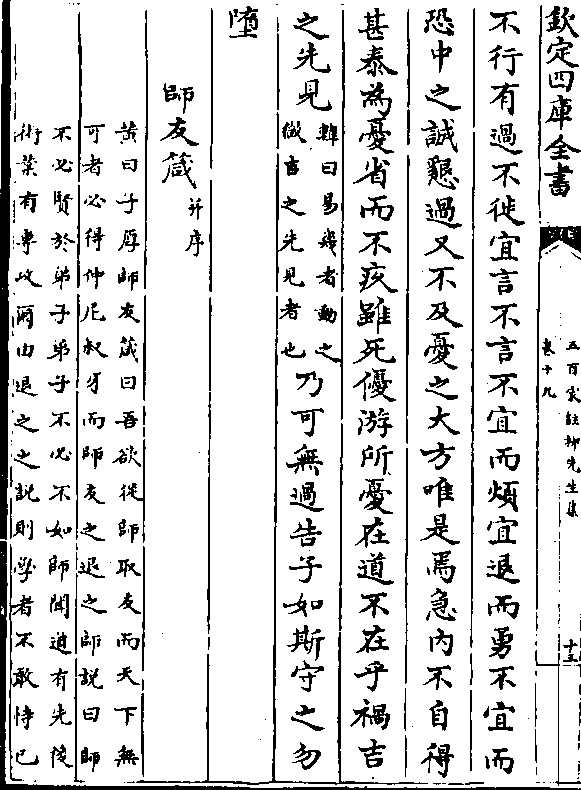 欽定四庫全書
五百家註柳先生集
卷十九
十五
不行有過不徙宜言不言不宜而煩宜退而勇不宜而
恐中之誠懇過又不及憂之大方唯是焉急內不自得
甚泰為憂省而不疚雖死優游所憂在道不在乎禍吉
之先見韓曰易幾者動之
微吉之先見者也乃可無過告子如斯守之勿
墮
師友箴并序
黃曰子厚師友箴曰吾欲從師取友而天下無
可者必得仲尼叔牙而師友之退之師說曰師
不必賢於弟子弟子不必不如師聞道有先後
術業有專攻爾由退之之說則學者不敢恃已